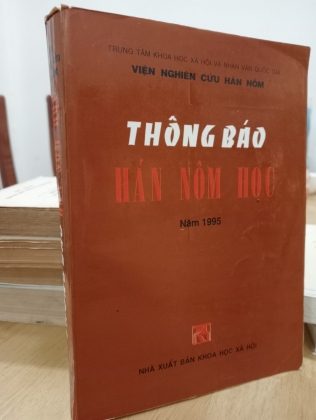 TRUNG TÂM KHOA HỌC XÃ HỘI VÀ NHÂN VĂN QUỐC GIA
VIỆN NGHIÊN CỨU HÁN NÔM
THÔNG BÁO
HÁN NÔM HỌC
Năm 1995
NHÀ XUẤT BẢN KHOA HỌC XÃ HỘI